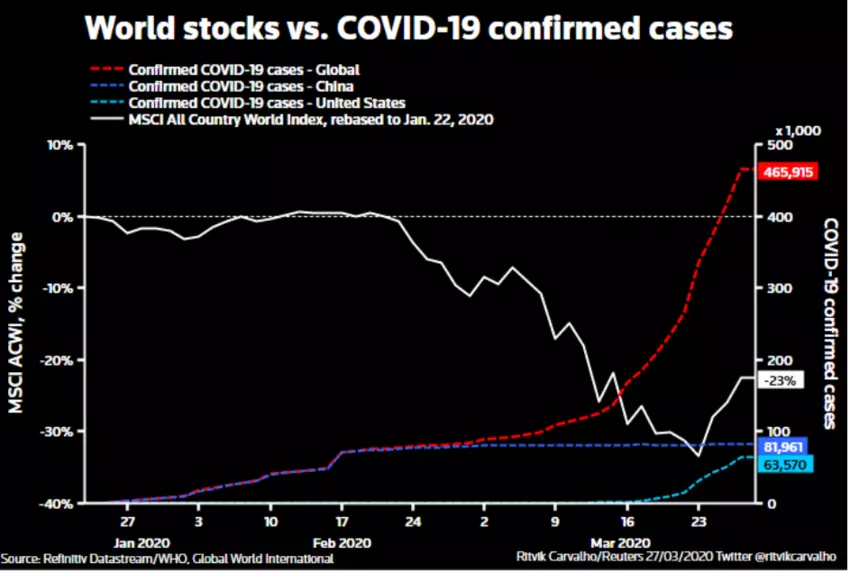 World stocks vs. COVID-19 confirmed cases
Confirmed COVID-19 cases - Global
Confirmed COVID-19 cases - China
Confirmed COVID-19 cases - United States
MSCI All Country World Index, rebased to Jan. 22, 2020
x 1,000
10%
0%
-10%
-20%
-30%
-40%
MSCI ACWI, % change
500
400
300
200
100
0
COVID-19 confirmed cases
465,915
-23%
81,961
63,570
27 3 10 17 24 2 9 16 23
Jan 2020 Feb 2020 Mar 2020
Source: Refinitiv Datastream/WHO, Global World International
Ritvik Carvalho/Reuters 27/03/2020 Twitter @ritvikcarvalho